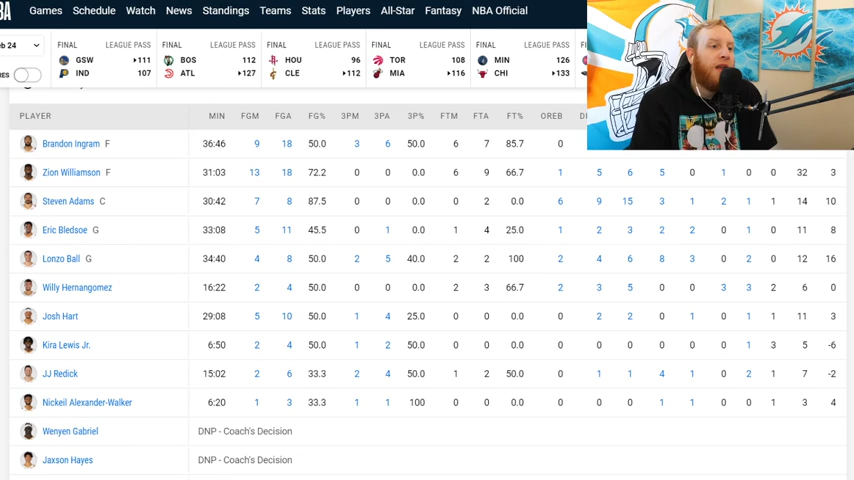 BA Games Schedule Watch News Standings Teams Stats Players All-Star Fantasy NBA Official
eb 24 FINAL LEAGUE PASS FINAL LEAGUE PASS FINAL LEAGUE PASS FINAL LEAGUE PASS FINAL LEAGUE PASS
GSW 111 BOS 112 HOU 96 TOR 108 MIN 126
RES IND 107 ATL 127 CLE 112 MIA 116 CHI 133
PLAYER MIN FGM FGA FG% 3PM 3PA 3P% FTM FTA FT% OREB
Brandon Ingram F 36:46 9 18 50.0 3 6 50.0 6 7 85.7 0
Zion Williamson F 31:03 13 18 72.2 0 0 0.0 6 9 66.7 1 5 6 5 0 1 0 0 32 3
Steven Adams C 30:42 7 8 87.5 0 0 0.0 0 2 0.0 6 9 15 3 1 2 1 1 14 10
Eric Bledsoe G 33:08 5 11 45.5 0 1 0.0 1 4 25.0 1 2 3 2 2 0 1 0 11 8
Lonzo Ball G 34:40 4 8 50.0 2 5 40.0 2 2 100 2 4 6 8 3 0 2 0 12 16
Willy Hernangomez 16:22 2 4 50.0 0 0 0.0 2 3 66.7 2 3 5 0 0 3 3 2 6 0
Josh Hart 29:08 5 10 50.0 1 4 25.0 0 0 0.0 0 2 2 0 1 0 1 1 11 3
Kira Lewis Jr. 6:50 2 4 50.0 1 2 50.0 0 0 0.0 0 0 0 0 0 0 1 3 5 -6
JJ Redick 15:02 2 6 33.3 2 4 50.0 1 2 50.0 0 1 1 4 1 0 2 1 7 -2
Nickeil Alexander-Walker 6:20 1 3 33.3 1 1 100 0 0 0.0 0 0 0 1 1 0 0 1 3 4
Wenyen Gabriel DNP - Coach's Decision
Jaxson Hayes DNP - Coach's Decision